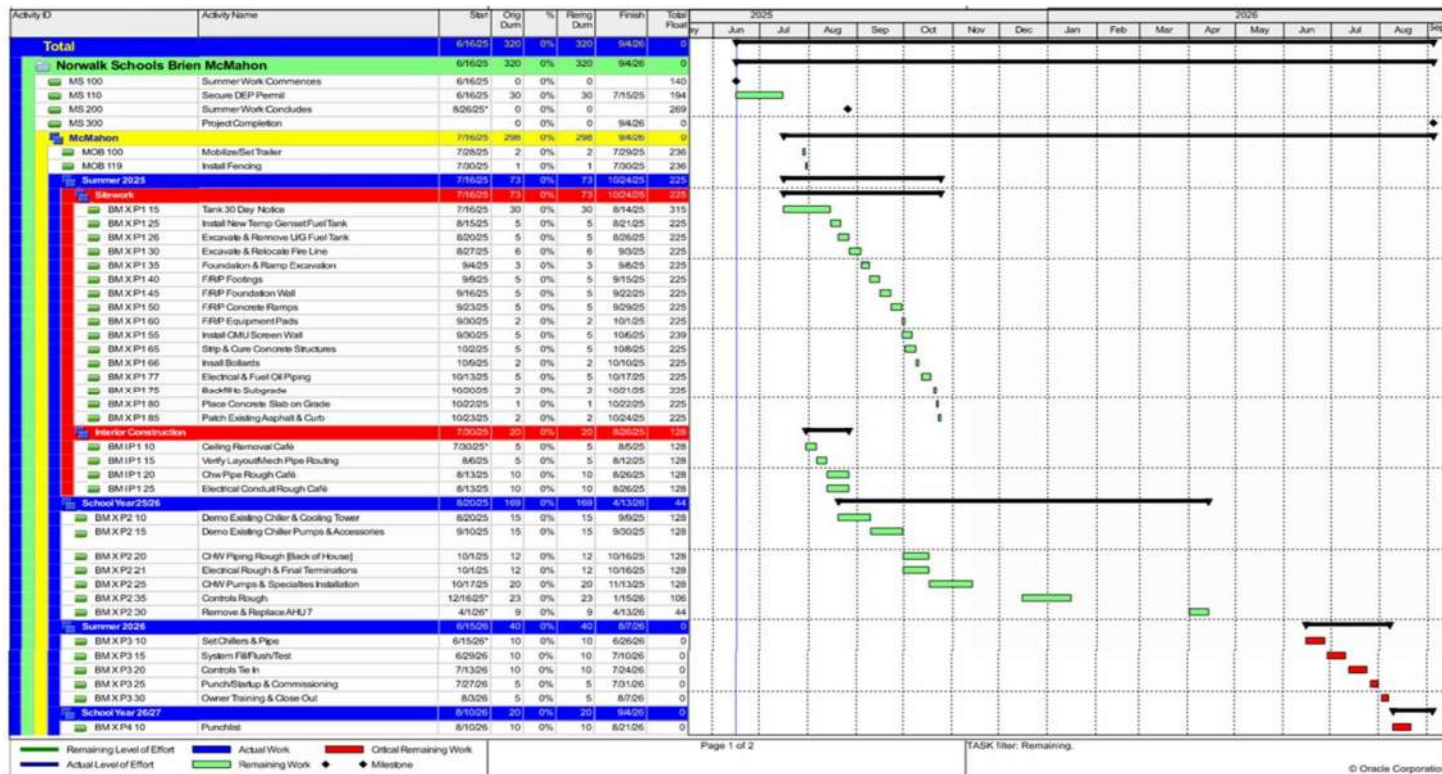 Activity ID Activity Name Start Orig Dum % Remg Dum Finish Total Float 2025 2026
Jun Jul Aug Sep Oct Nov Dec Jan Feb Mar Apr May Jun Jul Aug Sep
Total 6/16/25 320 0% 320 9/4/26 0
Norwalk Schools Brien McMahon 6/16/25 320 0% 320 9/4/26 0
MS 100 Summer Work Commences 6/16/25 0 0% 0 140
MS 110 Secure DEP Permit 6/16/25 30 0% 30 7/15/25 194
MS 200 Summer Work Concludes 8/26/25* 0 0% 0 269
MS 300 Project Completion 0 0% 0 9/4/26 0
McMahon 7/16/25 298 0% 298 9/4/26 0
MOB 100 Mobilize/Set Trailer 7/28/25 2 0% 2 7/29/25 236
MOB 119 Install Fencing 7/30/25 1 0% 1 7/30/25 236
Summer 2025 7/16/25 73 0% 73 10/24/25 225
Sitework 7/16/25 73 0% 73 10/24/25 225
BM X P1 15 Tank 30 Day Notice 7/16/25 30 0% 30 8/14/25 315
BM X P1 25 Install New Temp Genset Fuel Tank 8/15/25 5 0% 5 8/21/25 225
BM X P1 26 Excavate & Remove U/G Fuel Tank 8/20/25 5 0% 5 8/26/25 225
BM X P1 30 Excavate & Relocate Fire Line 8/27/25 6 0% 6 9/3/25 225
BM X P1 35 Foundation & Ramp Excavation 9/4/25 3 0% 3 9/8/25 225
BM X P1 40 F/R/P Footings 9/9/25 5 0% 5 9/15/25 225
BM X P1 45 F/R/P Foundation Wall 9/16/25 5 0% 5 9/22/25 225
BM X P1 50 F/R/P Concrete Ramps 9/23/25 5 0% 5 9/29/25 225
BM X P1 60 F/R/P Equipment Pads 9/30/25 2 0% 2 10/1/25 225
BM X P1 55 Install CMU Screen Wall 9/30/25 5 0% 5 10/6/25 239
BM X P1 65 Strip & Cure Concrete Structures 10/2/25 5 0% 5 10/8/25 225
BM X P1 66 Insall Bollards 10/9/25 2 0% 2 10/10/25 225
BM X P1 77 Electrical & Fuel Oil Piping 10/13/25 5 0% 5 10/17/25 225
BM X P1 75 Backfill to Subgrade 10/20/25 2 0% 2 10/21/25 225
BM X P1 80 Place Concrete Slab on Grade 10/22/25 1 0% 1 10/22/25 225
BM X P1 85 Patch Existing Asphalt & Curb 10/23/25 2 0% 2 10/24/25 225
Interior Construction 7/30/25 20 0% 20 8/26/25 128
BM I P1 10 Ceiling Removal Café 7/30/25* 5 0% 5 8/5/25 128
BM I P1 15 Verify Layout/Mech Pipe Routing 8/6/25 5 0% 5 8/12/25 128
BM I P1 20 Chw Pipe Rough Café 8/13/25 10 0% 10 8/26/25 128
BM I P1 25 Electrical Conduit Rough Café 8/13/25 10 0% 10 8/26/25 128
School Year 25/26 8/20/25 169 0% 169 4/13/26 44
BM X P2 10 Demo Existing Chiller & Cooling Tower 8/20/25 15 0% 15 9/9/25 128
BM X P2 15 Demo Existing Chiller Pumps & Accessories 9/10/25 15 0% 15 9/30/25 128
BM X P2 20 CHW Piping Rough [Back of House] 10/1/25 12 0% 12 10/16/25 128
BM X P2 21 Electrical Rough & Final Terminations 10/1/25 12 0% 12 10/16/25 128
BM X P2 25 CHW Pumps & Specialties Installation 10/17/25 20 0% 20 11/13/25 128
BM X P2 35 Controls Rough 12/16/25* 23 0% 23 1/15/26 106
BM X P2 30 Remove & Replace AHU 7 4/1/26* 9 0% 9 4/13/26 44
Summer 2026 6/15/26 40 0% 40 8/7/26 0
BM X P3 10 Set Chillers & Pipe 6/15/26* 10 0% 10 6/26/26 0
BM X P3 15 System Fill/Flush/Test 6/29/26 10 0% 10 7/10/26 0
BM X P3 20 Controls Tie In 7/13/26 10 0% 10 7/24/26 0
BM X P3 25 Punch/Startup & Commissioning 7/27/26 5 0% 5 7/31/26 0
BM X P3 30 Owner Training & Close Out 8/3/26 5 0% 5 8/7/26 0
School Year 26/27 8/10/26 20 0% 20 9/4/26 0
BM X P4 10 Punchlist 8/10/26 10 0% 10 8/21/26 0
Remaining Level of Effort Actual Work Critical Remaining Work Page 1 of 2 TASK filter: Remaining.
Actual Level of Effort Remaining Work Milestone
© Oracle Corporation